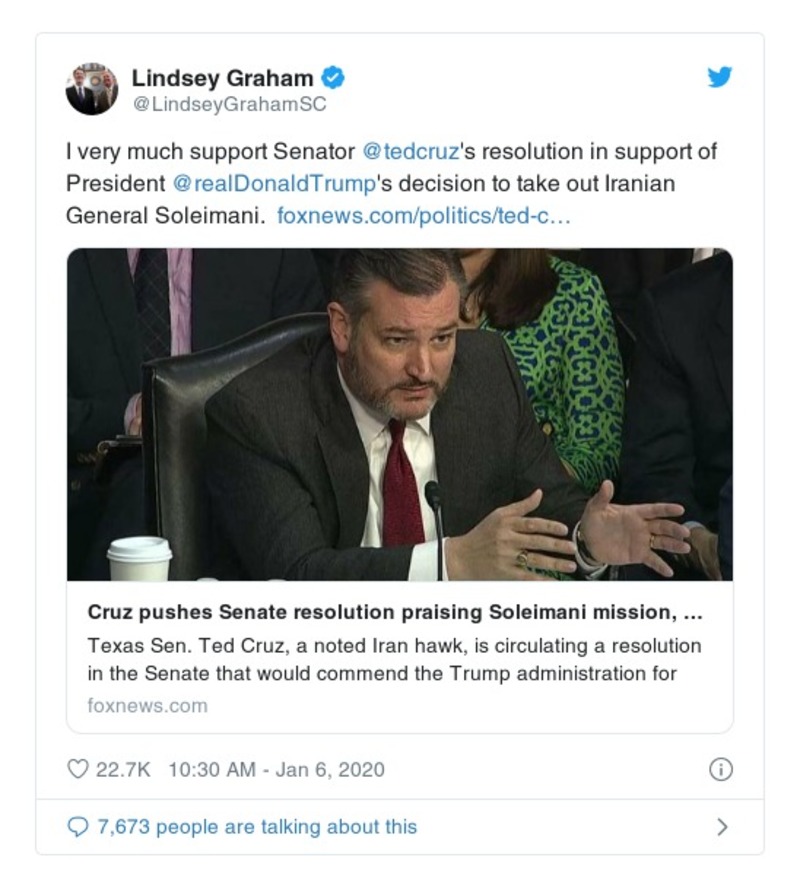 Lindsey Graham
@LindseyGrahamSC
I very much support Senator @tedcruz's resolution in support of
President @realDonaldTrump's decision to take out Iranian
General Soleimani. foxnews.com/politics/ted-c…
Cruz pushes Senate resolution praising Soleimani mission, …
Texas Sen. Ted Cruz, a noted Iran hawk, is circulating a resolution
in the Senate that would commend the Trump administration for
foxnews.com
22.7K 10:30 AM - Jan 6, 2020
7,673 people are talking about this